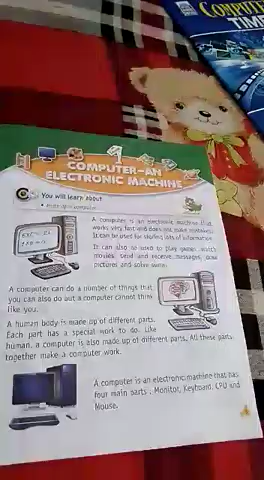 COMPUTER
TIME
1
COMPUTER-AN
ELECTRONIC MACHINE
You will learn about
A computer is an electronic machine that
works very fast and does not make mistakes.
It can be used for storing lots of information.
It can also be used to play games, watch
movies, send and receive messages, draw
pictures and solve sums.
A computer can do a number of things that
you can also do but a computer cannot think
like you.
A human body is made up of different parts.
Each part has a special work to do. Like
human, a computer is also made up of different parts. All these parts
together make a computer work.
A computer is an electronic machine that has
four main parts : Monitor, Keyboard, CPU and
Mouse.